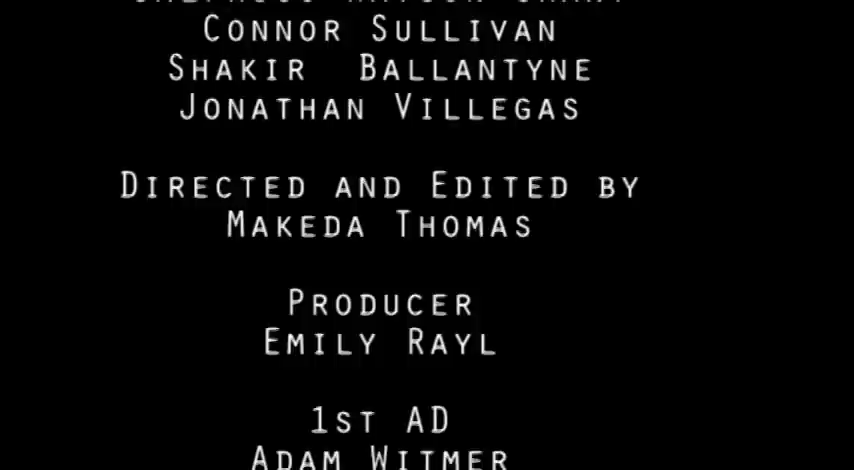 Connor Sullivan
Shakir Ballantyne
Jonathan Villegas
Directed and Edited by
Makeda Thomas
Producer
Emily Rayl
1st AD
Adam Witmer